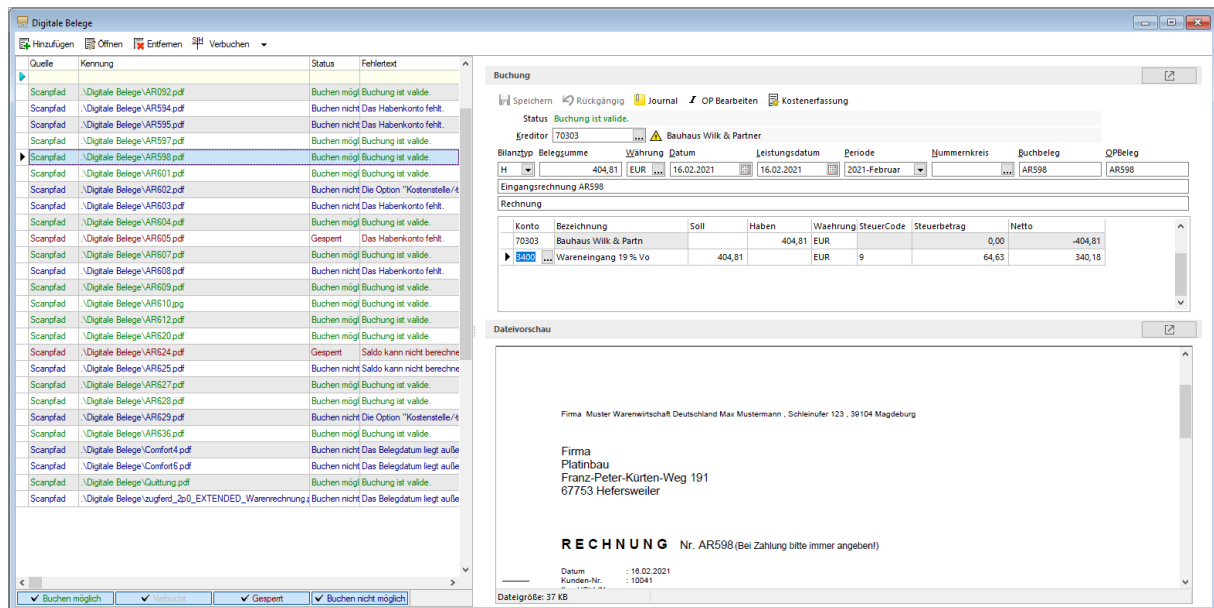 Digitale Belege
Hinzufügen Öffnen Entfernen Verbuchen
Quelle Kennung Status Fehlertext
Scanpfad .\Digitale Belege\AR092.pdf Buchen mögl Buchung ist valide.
Scanpfad .\Digitale Belege\AR594.pdf Buchen nicht Das Habenkonto fehlt.
Scanpfad .\Digitale Belege\AR595.pdf Buchen nicht Das Habenkonto fehlt.
Scanpfad .\Digitale Belege\AR597.pdf Buchen mögl Buchung ist valide.
Scanpfad .\Digitale Belege\AR598.pdf Buchen mögl Buchung ist valide.
Scanpfad .\Digitale Belege\AR601.pdf Buchen mögl Buchung ist valide.
Scanpfad .\Digitale Belege\AR602.pdf Buchen nicht Die Option "Kostenstelle/-t
Scanpfad .\Digitale Belege\AR603.pdf Buchen nicht Das Habenkonto fehlt.
Scanpfad .\Digitale Belege\AR604.pdf Buchen mögl Buchung ist valide.
Scanpfad .\Digitale Belege\AR605.pdf Gesperrt Das Habenkonto fehlt.
Scanpfad .\Digitale Belege\AR607.pdf Buchen mögl Buchung ist valide.
Scanpfad .\Digitale Belege\AR608.pdf Buchen nicht Das Habenkonto fehlt.
Scanpfad .\Digitale Belege\AR609.pdf Buchen mögl Buchung ist valide.
Scanpfad .\Digitale Belege\AR610.jpg Buchen mögl Buchung ist valide.
Scanpfad .\Digitale Belege\AR612.pdf Buchen mögl Buchung ist valide.
Scanpfad .\Digitale Belege\AR620.pdf Buchen mögl Buchung ist valide.
Scanpfad .\Digitale Belege\AR624.pdf Gesperrt Saldo kann nicht berechne
Scanpfad .\Digitale Belege\AR625.pdf Buchen nicht Saldo kann nicht berechne
Scanpfad .\Digitale Belege\AR627.pdf Buchen mögl Buchung ist valide.
Scanpfad .\Digitale Belege\AR628.pdf Buchen mögl Buchung ist valide.
Scanpfad .\Digitale Belege\AR629.pdf Buchen nicht Die Option "Kostenstelle/-t
Scanpfad .\Digitale Belege\AR636.pdf Buchen mögl Buchung ist valide.
Scanpfad .\Digitale Belege\Comfort4.pdf Buchen nicht Das Belegdatum liegt auße
Scanpfad .\Digitale Belege\Comfort6.pdf Buchen nicht Das Belegdatum liegt auße
Scanpfad .\Digitale Belege\Quittung.pdf Buchen mögl Buchung ist valide.
Scanpfad .\Digitale Belege\zugferd_2p0_EXTENDED_Warenrechnung.p Buchen nicht Das Belegdatum liegt auße
Buchen möglich Verbucht Gesperrt Buchen nicht möglich
Buchung
Speichern Rückgängig Journal OP Bearbeiten Kostenerfassung
Status Buchung ist valide.
Kreditor 70303 ... Bauhaus Wilk & Partner
Bilanztyp Belegsumme Währung Datum Leistungsdatum Periode Nummernkreis Buchbeleg OPBeleg
H 404,81 EUR ... 16.02.2021 16.02.2021 2021-Februar ... AR598 AR598
Eingangsrechnung AR598
Rechnung
Konto Bezeichnung Soll Haben Waehrung SteuerCode Steuerbetrag Netto
70303 Bauhaus Wilk & Partn 404,81 EUR 0,00 -404,81
3400 ... Wareneingang 19 % Vo 404,81 EUR 9 64,63 340,18
Dateivorschau
Firma Muster Warenwirtschaft Deutschland Max Mustermann , Schleinufer 123 , 39104 Magdeburg
Firma
Platinbau
Franz-Peter-Kürten-Weg 191
67753 Hefersweiler
RECHNUNG Nr. AR598 (Bei Zahlung bitte immer angeben!)
Datum : 16.02.2021
Kunden-Nr. : 10041
Dateigröße: 37 KB